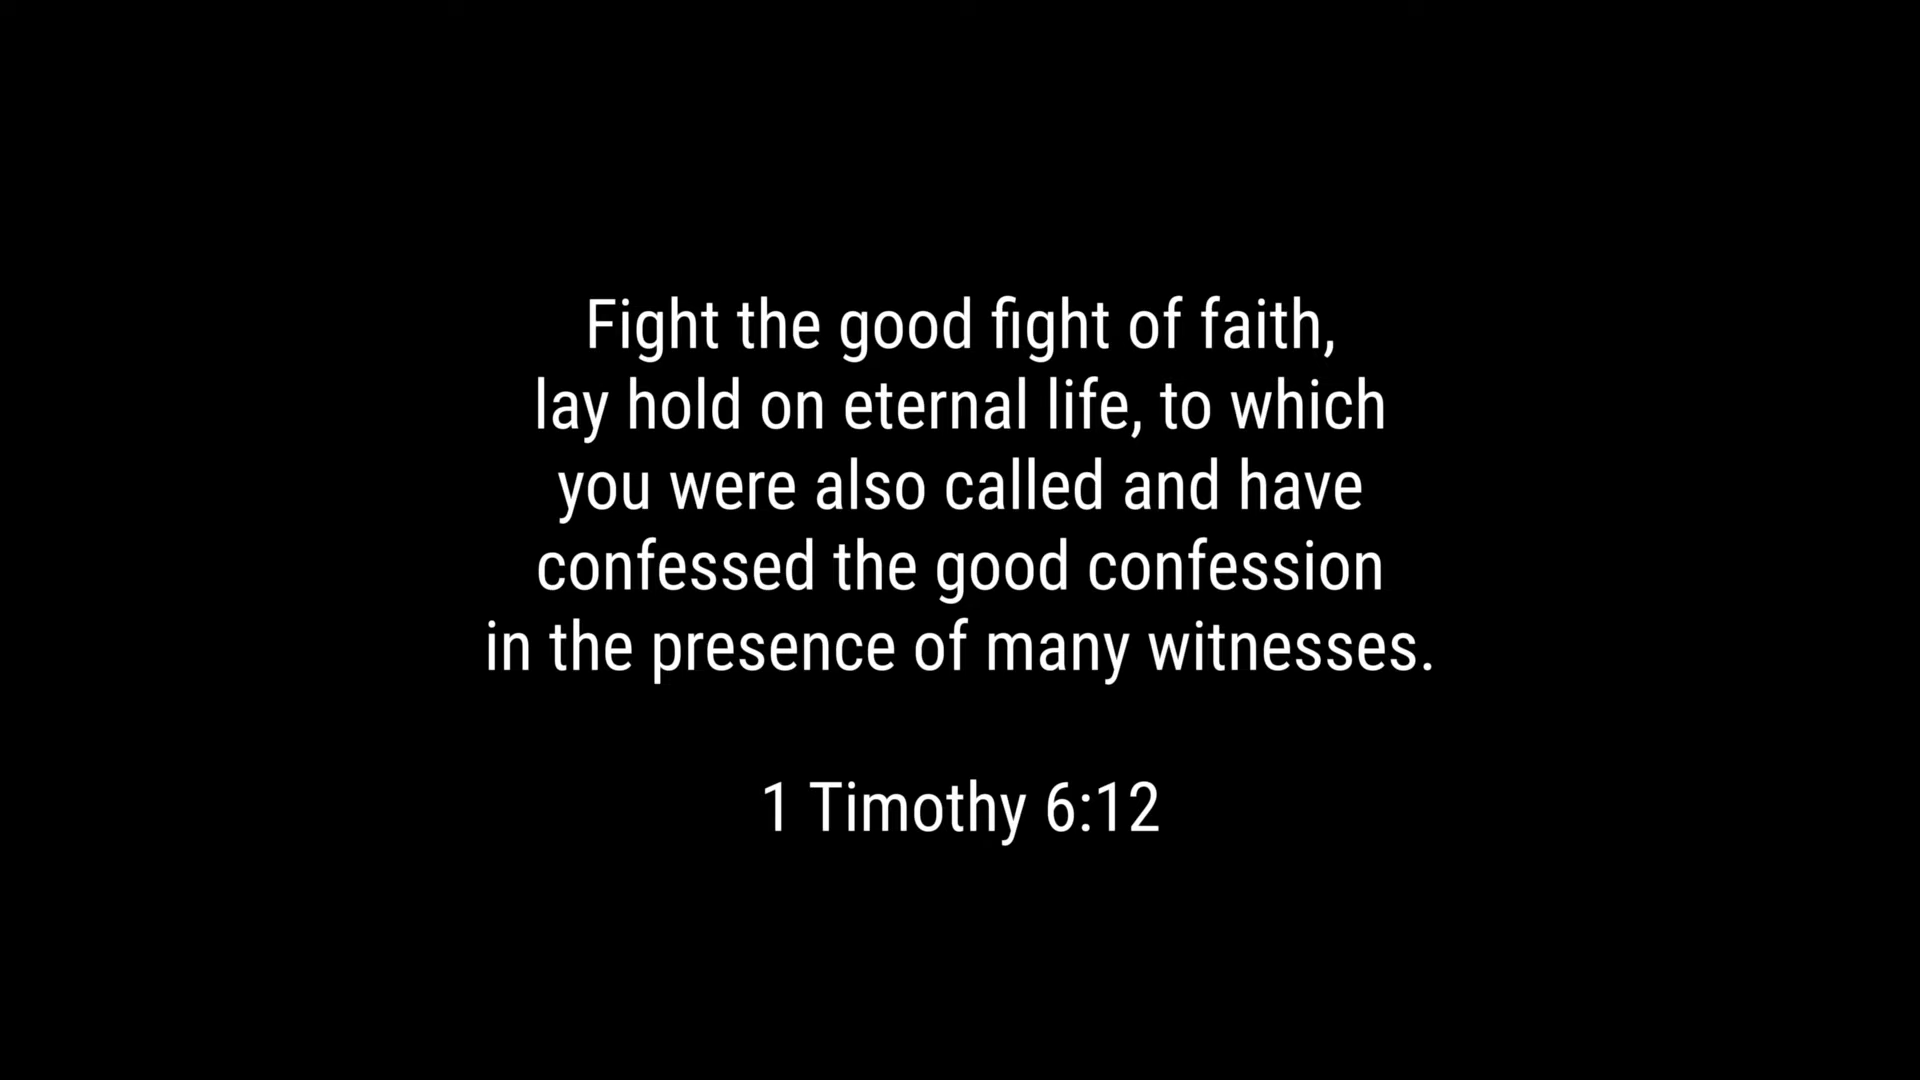 Fight the good fight of faith,
lay hold on eternal life, to which
you were also called and have
confessed the good confession
in the presence of many witnesses.
1 Timothy 6:12